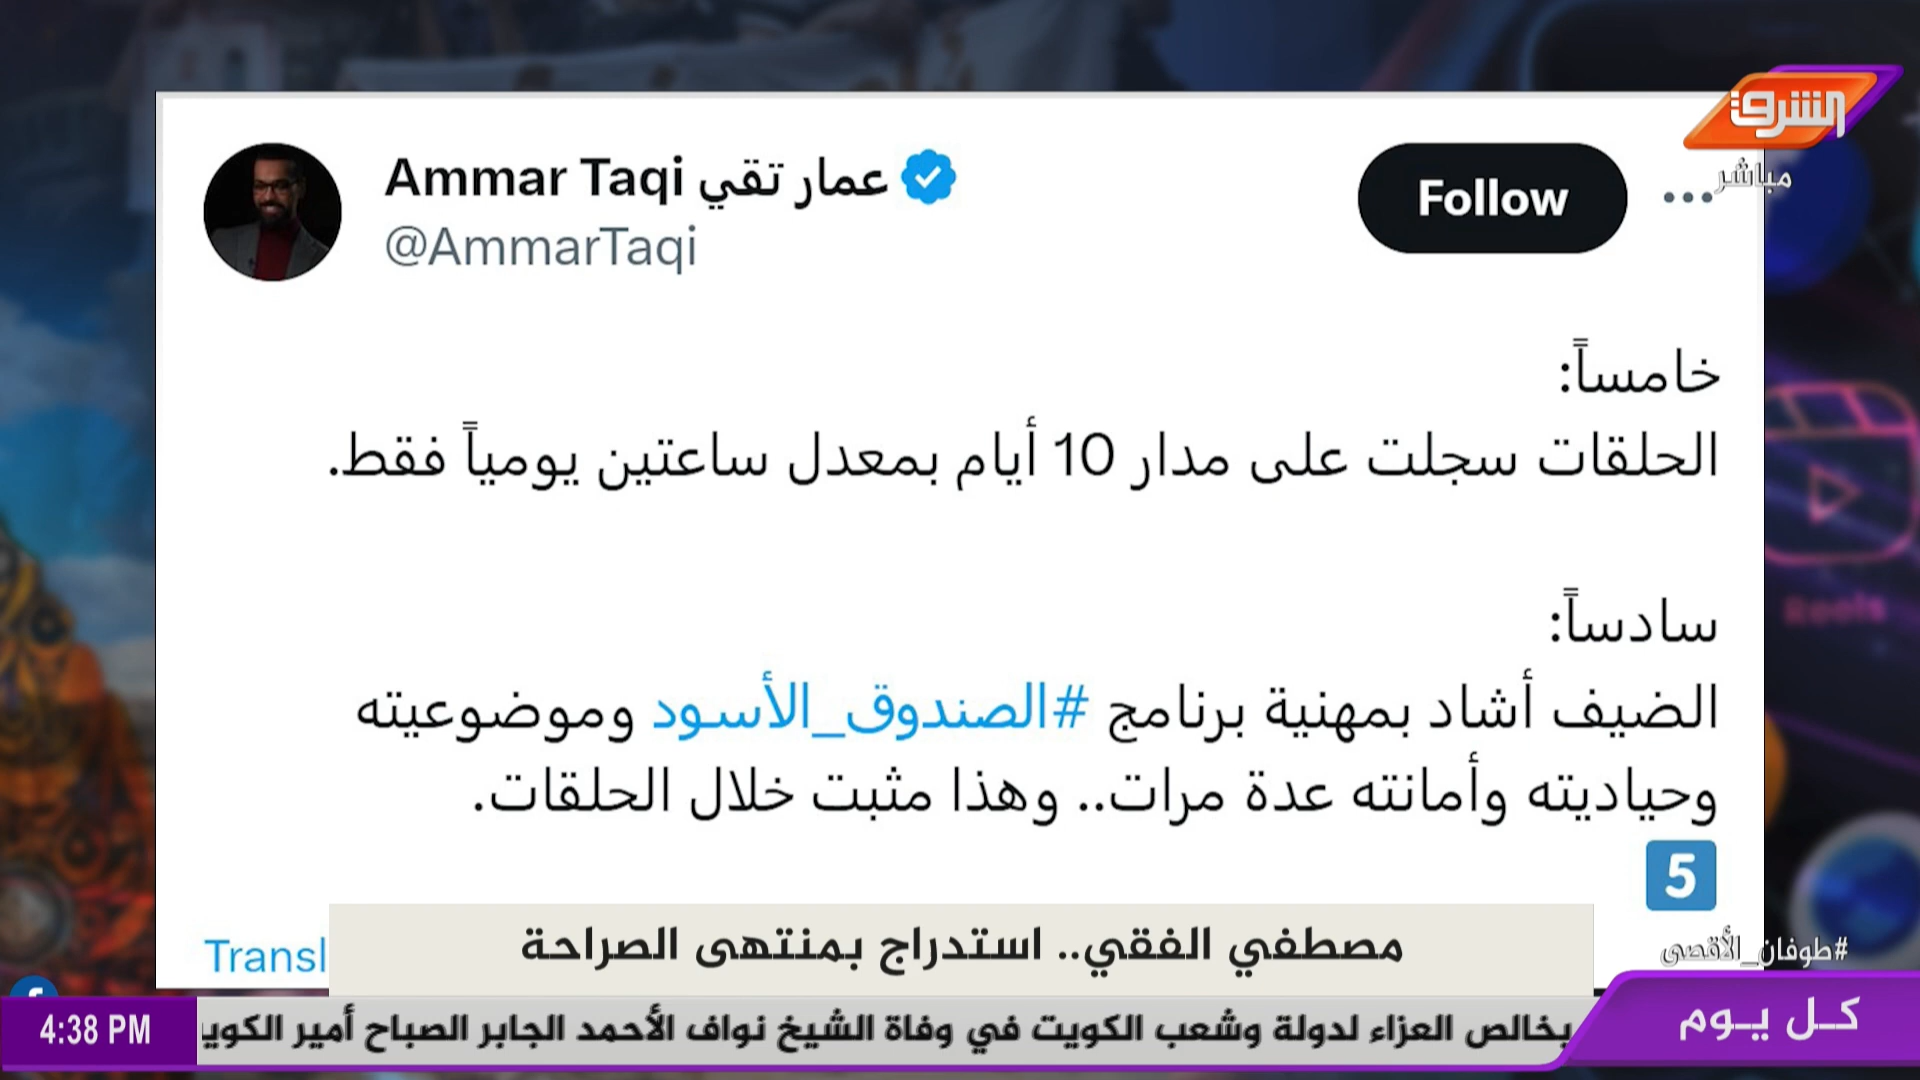 الشرق
مباشر
Ammar Taqi عمار تقي
@AmmarTaqi
Follow
خامساً:
الحلقات سجلت على مدار 10 أيام بمعدل ساعتين يومياً فقط.
سادساً:
الضيف أشاد بمهنية برنامج #الصندوق_الأسود وموضوعيته
وحياديته وأمانته عدة مرات.. وهذا مثبت خلال الحلقات.
5
Transl
Reels
مصطفي الفقي.. استدراج بمنتهى الصراحة
#طوفان_الأقصى
كل يوم
بخالص العزاء لدولة وشعب الكويت في وفاة الشيخ نواف الأحمد الجابر الصباح أمير الكوي
4:38 PM